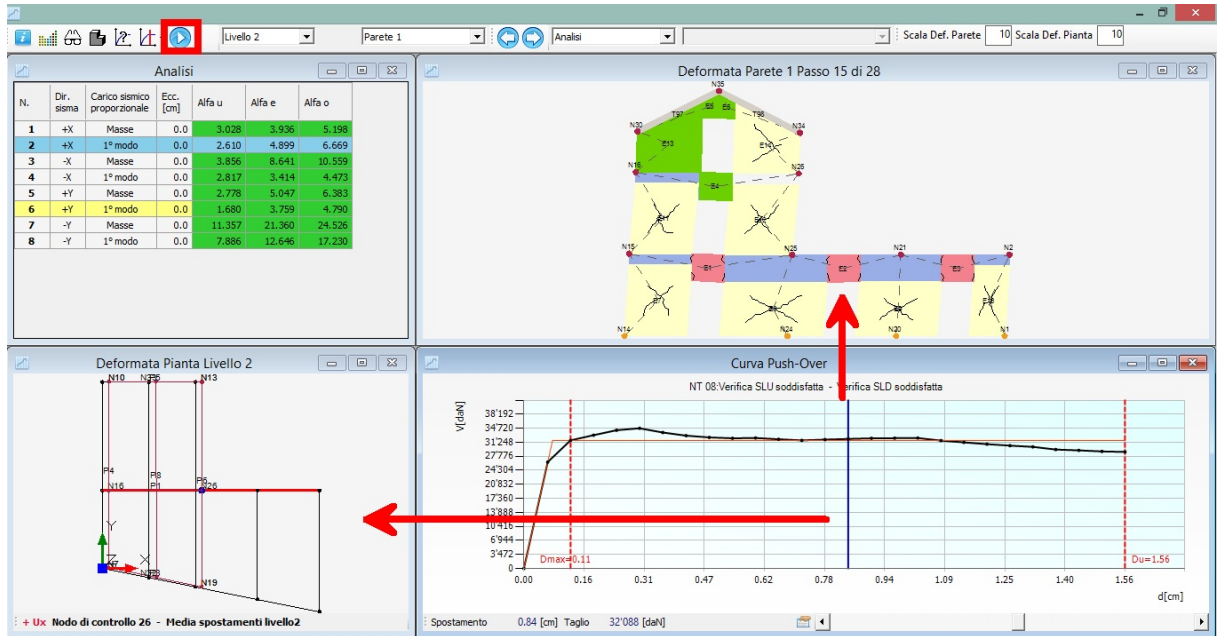 Livello 2
Parete 1
Analisi
Scala Def. Parete 10 Scala Def. Pianta 10
Analisi
N. Dir. sisma Carico sismico proporzionale Ecc. [cm] Alfa u Alfa e Alfa o
1 +X Masse 0.0 3.028 3.936 5.198
2 +X 1° modo 0.0 2.610 4.899 6.669
3 -X Masse 0.0 3.856 8.641 10.559
4 -X 1° modo 0.0 2.817 3.414 4.473
5 +Y Masse 0.0 2.778 5.047 6.383
6 +Y 1° modo 0.0 1.680 3.759 4.790
7 -Y Masse 0.0 11.357 21.360 24.526
8 -Y 1° modo 0.0 7.886 12.646 17.230
Deformata Parete 1 Passo 15 di 28
N35
T97 E5 E6 T98
N30 N34
E13 E14
N16 N26
E4
N15 N25 N21 N2
E1 E2 E3
E7
N14 N24 N20 N1
Deformata Pianta Livello 2
N10 N13
P4 P8 P6
N16 P1 N26
Y
Z X
N19
+ Ux Nodo di controllo 26 - Media spostamenti livello2
Curva Push-Over
NT 08:Verifica SLU soddisfatta - Verifica SLD soddisfatta
V[daN]
38'192
34'720
31'248
27'776
24'304
20'832
17'360
13'888
10'416
6'944
3'472
0
Dmax=0.11 Du=1.56
0.00 0.16 0.31 0.47 0.62 0.78 0.94 1.09 1.25 1.40 1.56
d[cm]
Spostamento 0.84 [cm] Taglio 32'088 [daN]